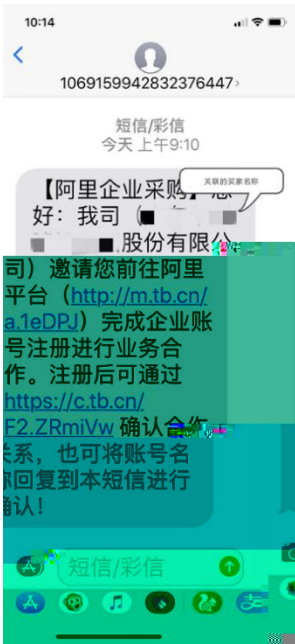 10:14
1069159942832376447
短信/彩信
今天 上午9:10
【阿里企业采购】您
关联的买家名称
好：我司（
股份有限公
司）邀请您前往阿里
平台（http://m.tb.cn/
a.1eDPJ）完成企业账
号注册进行业务合
作。注册后可通过
https://c.tb.cn/
F2.ZRmiVw 确认合作
关系，也可将账号名
称回复到本短信进行
确认！
短信/彩信